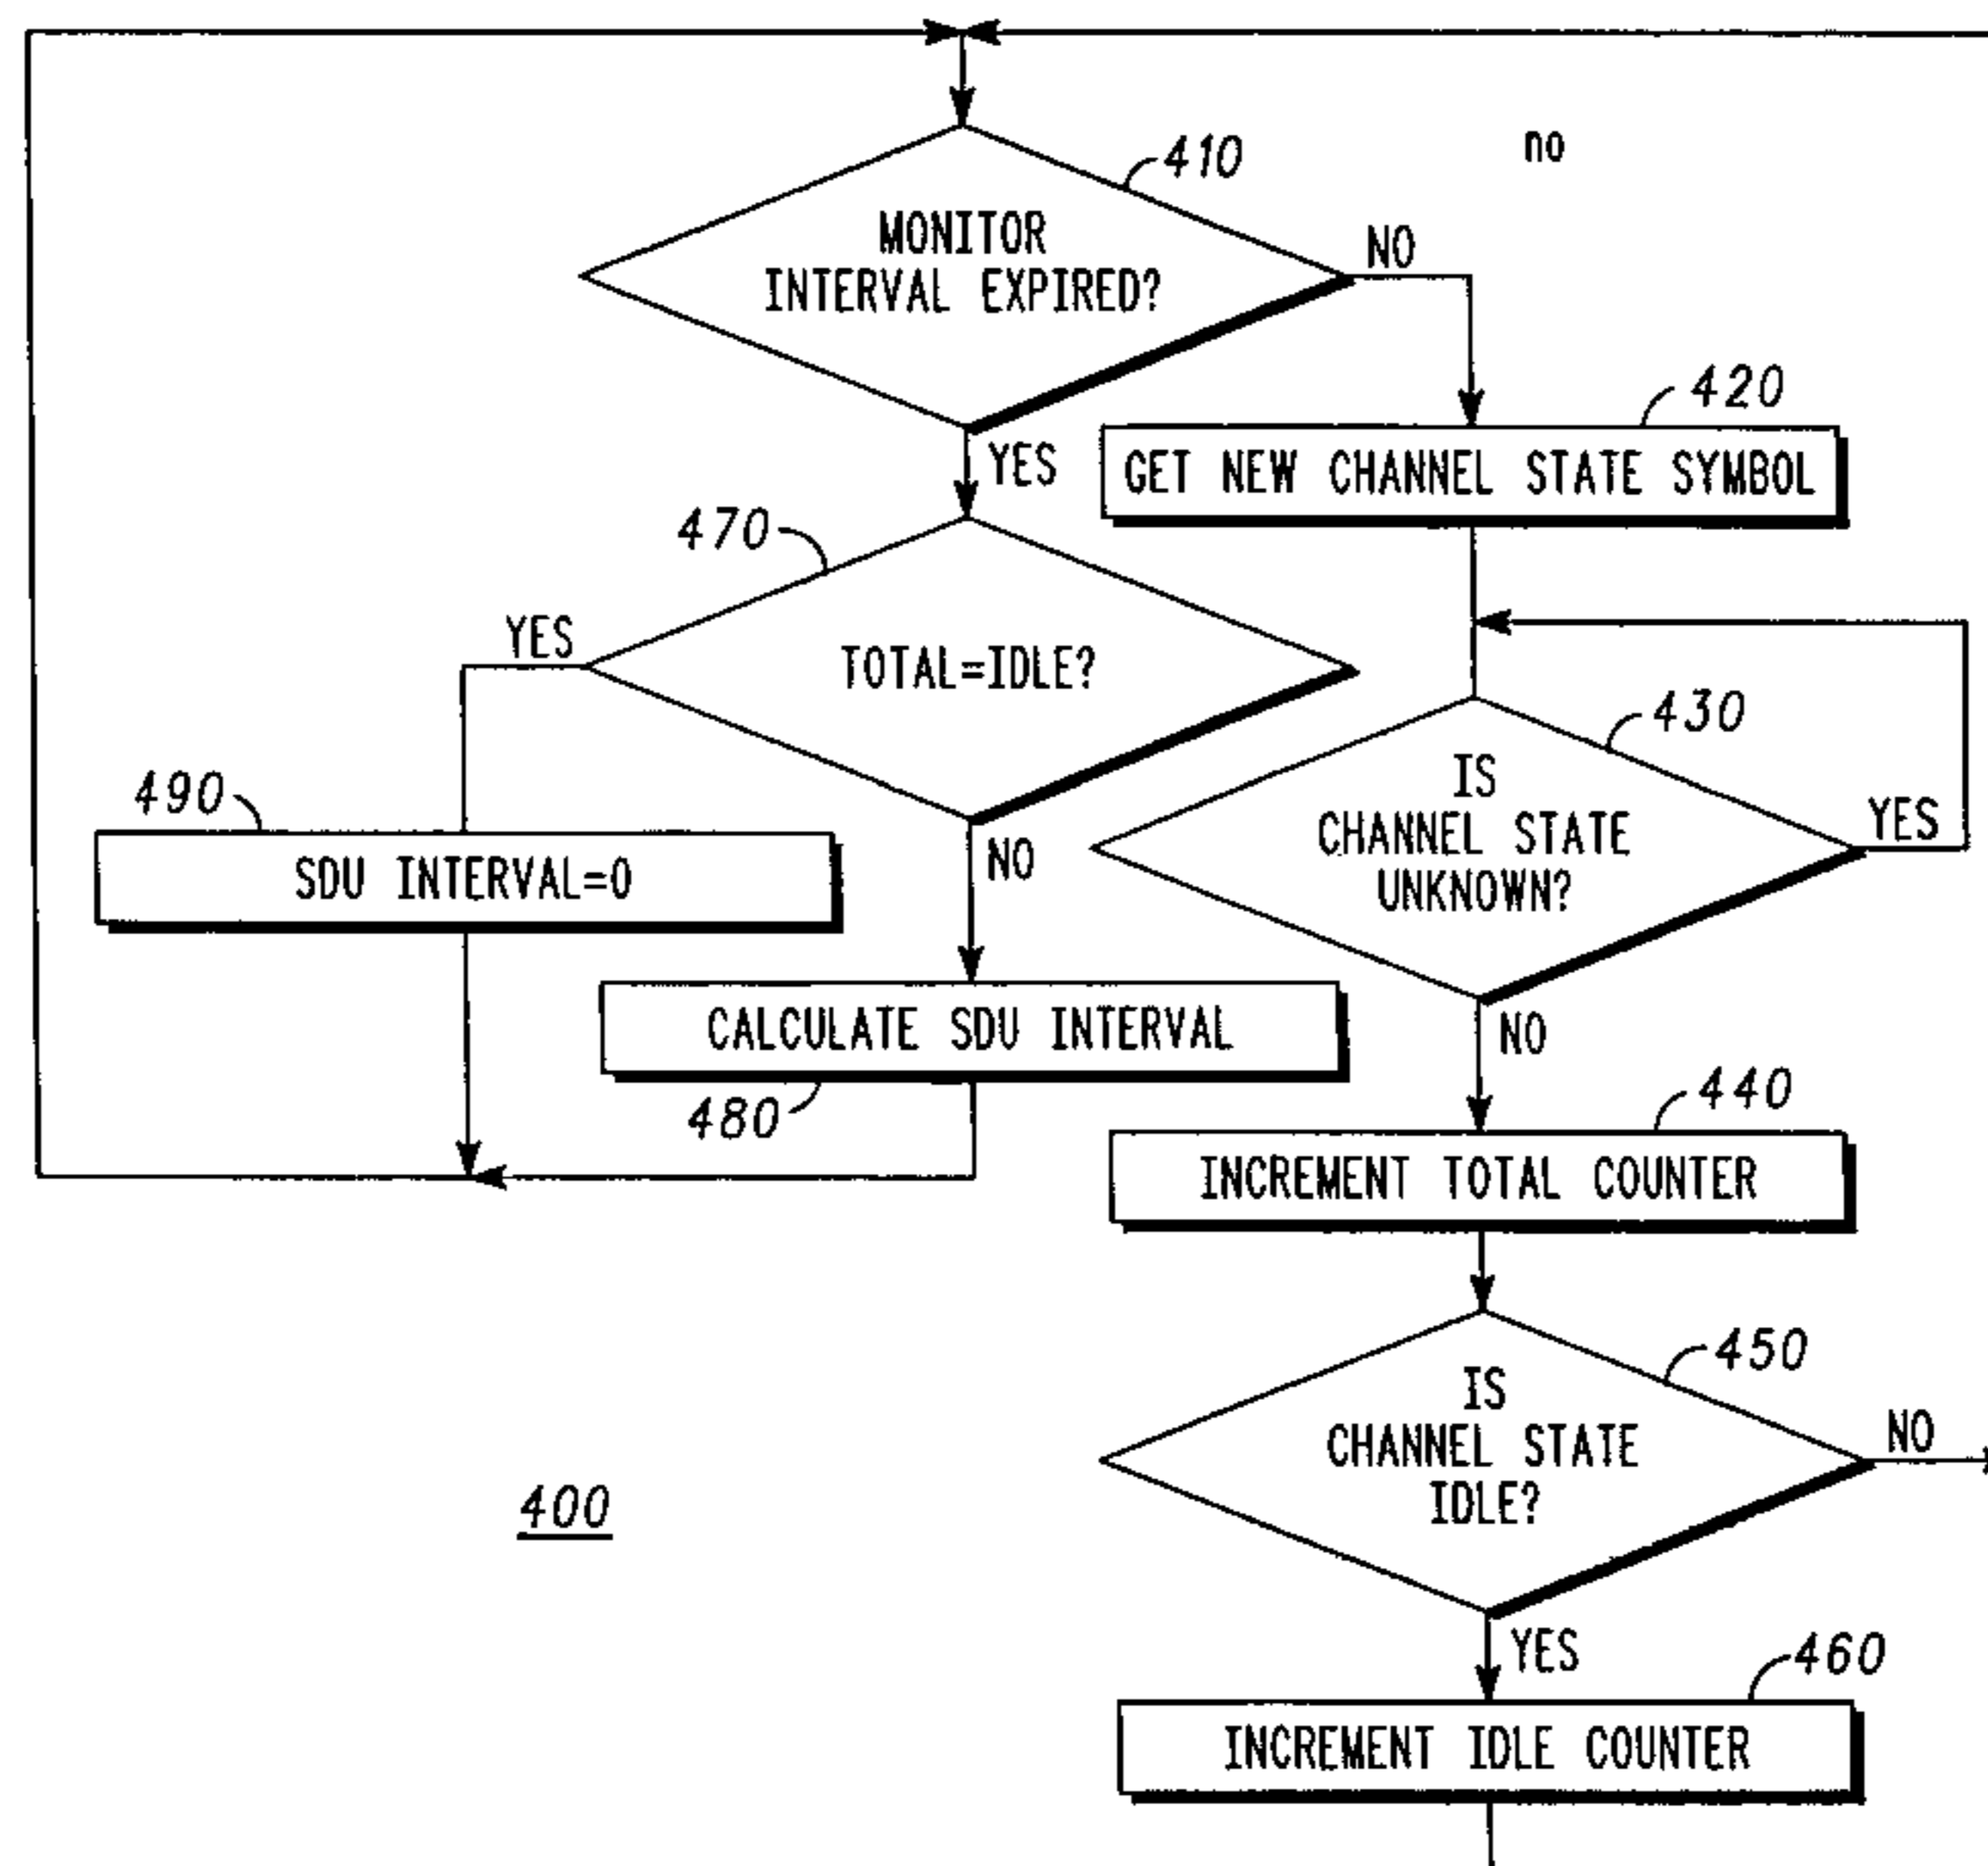 410
no
MONITOR
INTERVAL EXPIRED?
NO
420
YES
GET NEW CHANNEL STATE SYMBOL
470
YES
TOTAL=IDLE?
430
IS
CHANNEL STATE
UNKNOWN?
YES
490
SDU INTERVAL=0
NO
CALCULATE SDU INTERVAL
480
NO
440
INCREMENT TOTAL COUNTER
450
IS
CHANNEL STATE
IDLE?
NO
400
YES
460
INCREMENT IDLE COUNTER